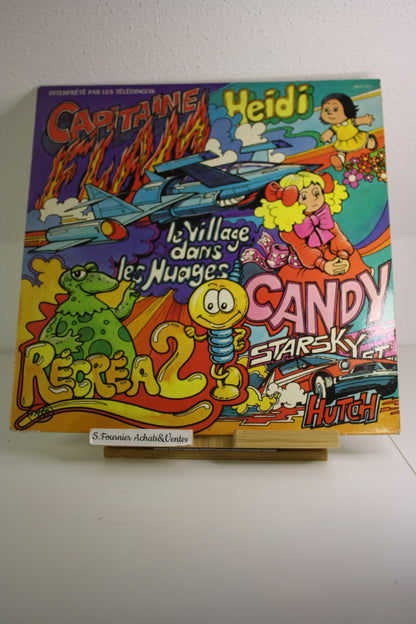 INTERPRÉTÉ PAR LES TÉLÉDINGOS
CAPITAINE
FLAM
Heidi
le Village
dans
les Nuages
CANDY
RÉCRÉA 2
STARSKY ET
HUTCH
S.Fournier Achats&Ventes